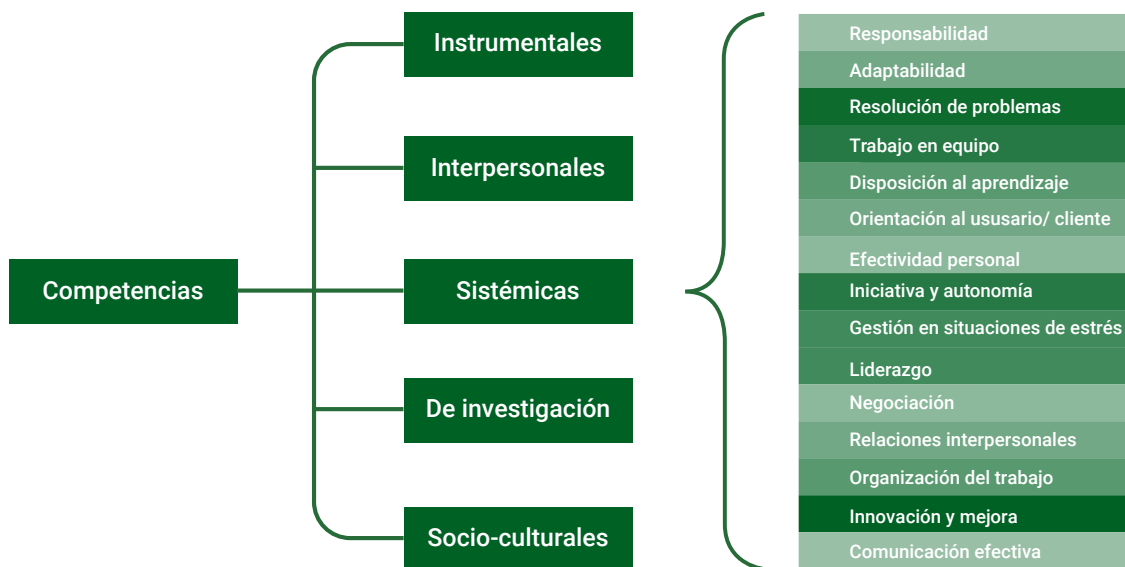 Competencias
Instrumentales
Interpersonales
Sistémicas
De investigación
Socio-culturales
Responsabilidad
Adaptabilidad
Resolución de problemas
Trabajo en equipo
Disposición al aprendizaje
Orientación al ususario/ cliente
Efectividad personal
Iniciativa y autonomía
Gestión en situaciones de estrés
Liderazgo
Negociación
Relaciones interpersonales
Organización del trabajo
Innovación y mejora
Comunicación efectiva